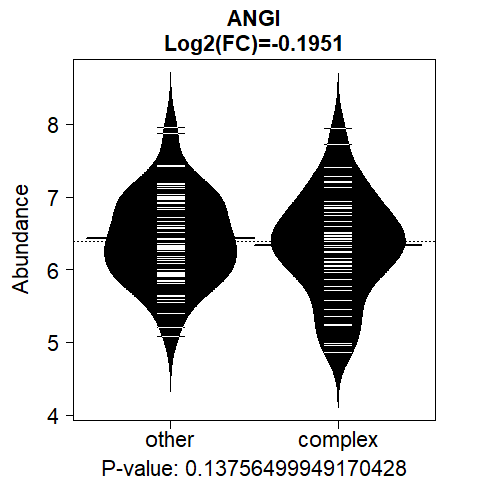 ANGI
Log2(FC)=-0.1951
Abundance
8
7
6
5
4
other
complex
P-value: 0.13756499949170428